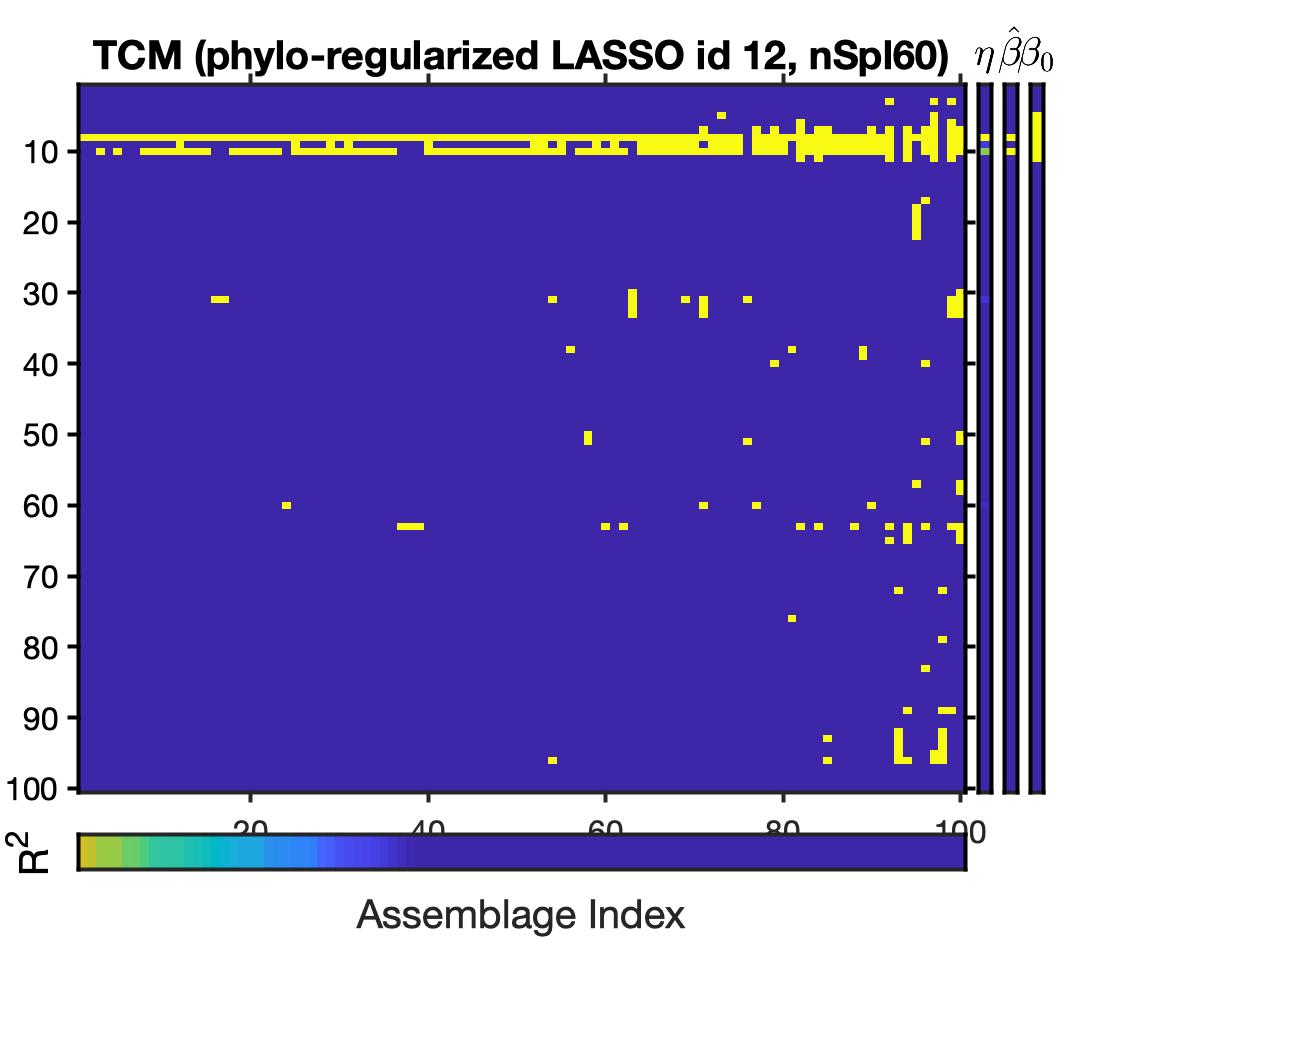 TCM (phylo-regularized LASSO id 12, nSpl60) η β̂ β₀
10
20
30
40
50
60
70
80
90
100
20 40 60 80 100
R²
Assemblage Index